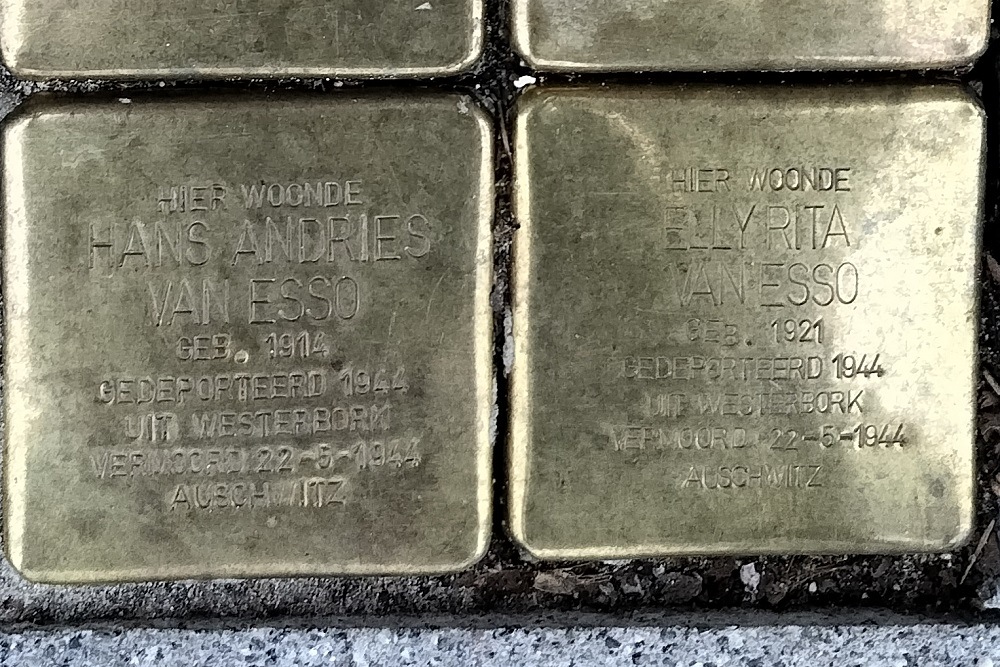 HIER WOONDE
HANS ANDRIES
VAN ESSO
GEB. 1914
GEDEPORTEERD 1944
UIT WESTERBORK
VERMOORD 22-5-1944
AUSCHWITZ
HIER WOONDE
ELLY RITA
VAN ESSO
GEB. 1921
GEDEPORTEERD 1944
UIT WESTERBORK
VERMOORD 22-5-1944
AUSCHWITZ